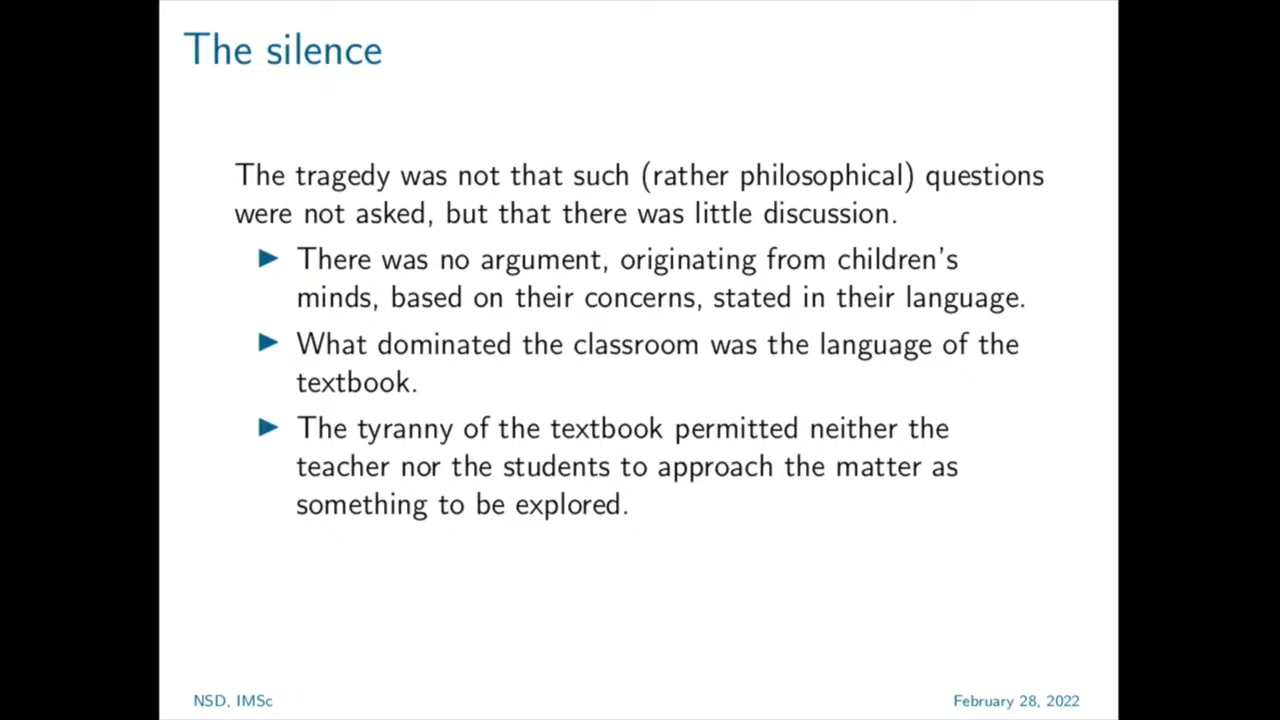 The silence
The tragedy was not that such (rather philosophical) questions
were not asked, but that there was little discussion.
▶ There was no argument, originating from children's
minds, based on their concerns, stated in their language.
▶ What dominated the classroom was the language of the
textbook.
▶ The tyranny of the textbook permitted neither the
teacher nor the students to approach the matter as
something to be explored.
NSD, IMSc
February 28, 2022